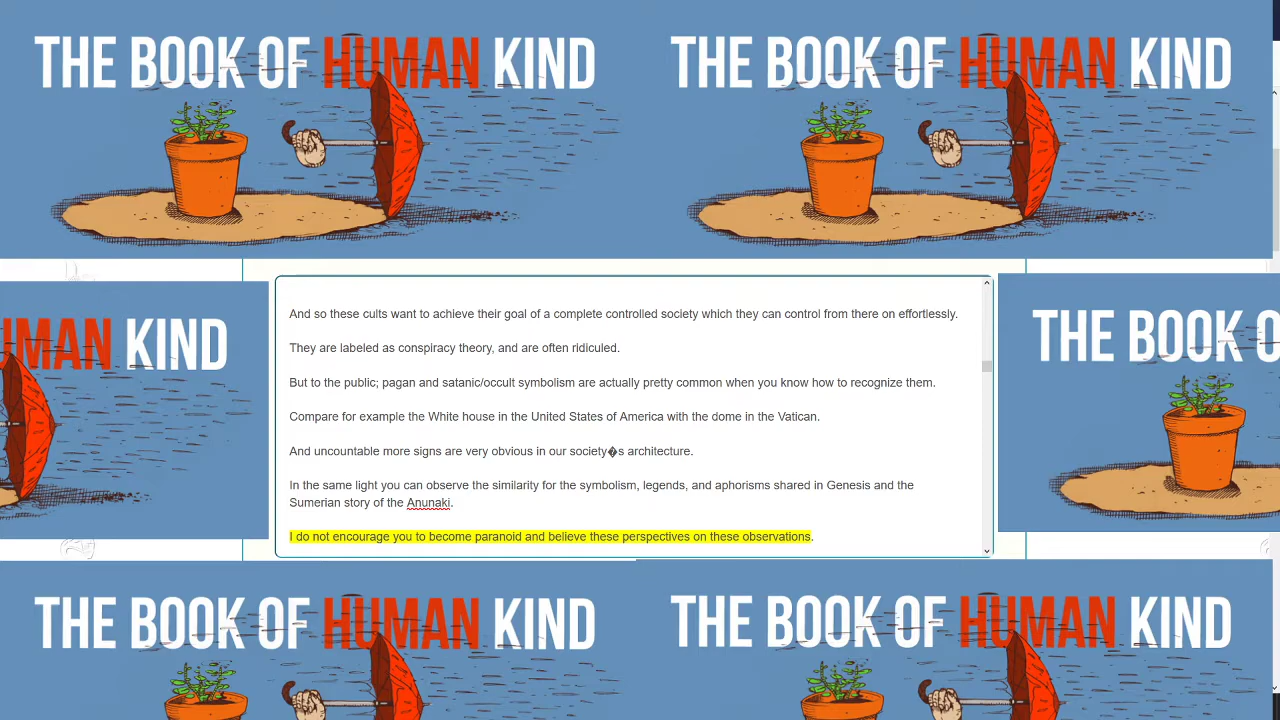 THE BOOK OF HUMAN KIND
THE BOOK OF HUMAN KIND
And so these cults want to achieve their goal of a complete controlled society which they can control from there on effortlessly.
They are labeled as conspiracy theory, and are often ridiculed.
But to the public; pagan and satanic/occult symbolism are actually pretty common when you know how to recognize them.
Compare for example the White house in the United States of America with the dome in the Vatican.
And uncountable more signs are very obvious in our society�s architecture.
In the same light you can observe the similarity for the symbolism, legends, and aphorisms shared in Genesis and the
Sumerian story of the Anunaki.
I do not encourage you to become paranoid and believe these perspectives on these observations.
UMAN KIND
THE BOOK O
THE BOOK OF HUMAN KIND
THE BOOK OF HUMAN KIND